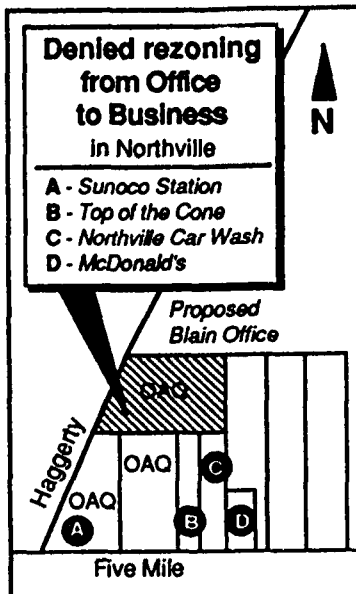 Denied rezoning
from Office
to Business
in Northville
A - Sunoco Station
B - Top of the Cone
C - Northville Car Wash
D - McDonald's
N
Proposed
Blain Office
OAQ
OAQ
C
Haggerty
OAQ
A
B
D
Five Mile